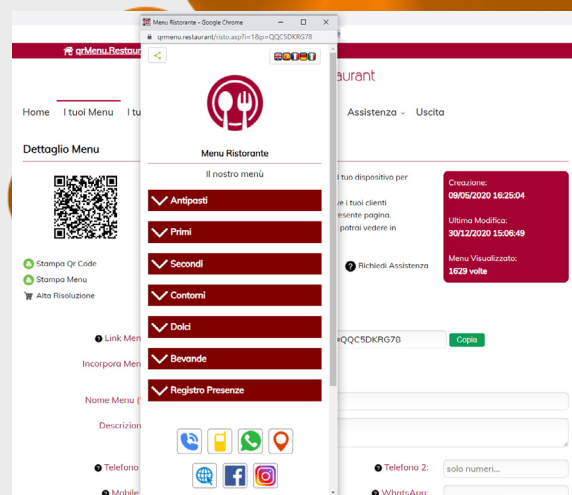 Menu Ristorante - Google Chrome
qrmenu.restaurant/risto.asp?i=1&p=QQC5DKRG78
qrMenu.Restaur
aurant
Home I tuoi Menu I tu
Assistenza Uscita
Dettaglio Menu
Menu Ristorante
Il nostro menù
Antipasti
Primi
Secondi
Contorni
Dolci
Bevande
Registro Presenze
l tuo dispositivo per
e i tuoi clienti
resente pagina.
potrai vedere in
Richiedi Assistenza
Creazione:
09/05/2020 16:25:04
Ultima Modifica:
30/12/2020 15:06:49
Menu Visualizzato:
1629 volte
Stampa Qr Code
Stampa Menu
Alta Risoluzione
Link Men
=QQC5DKRG78
Copia
Incorpora Men
Nome Menu (
Descrizion
Telefono
Telefono 2:
solo numeri...
Mobile
WhatsApp: